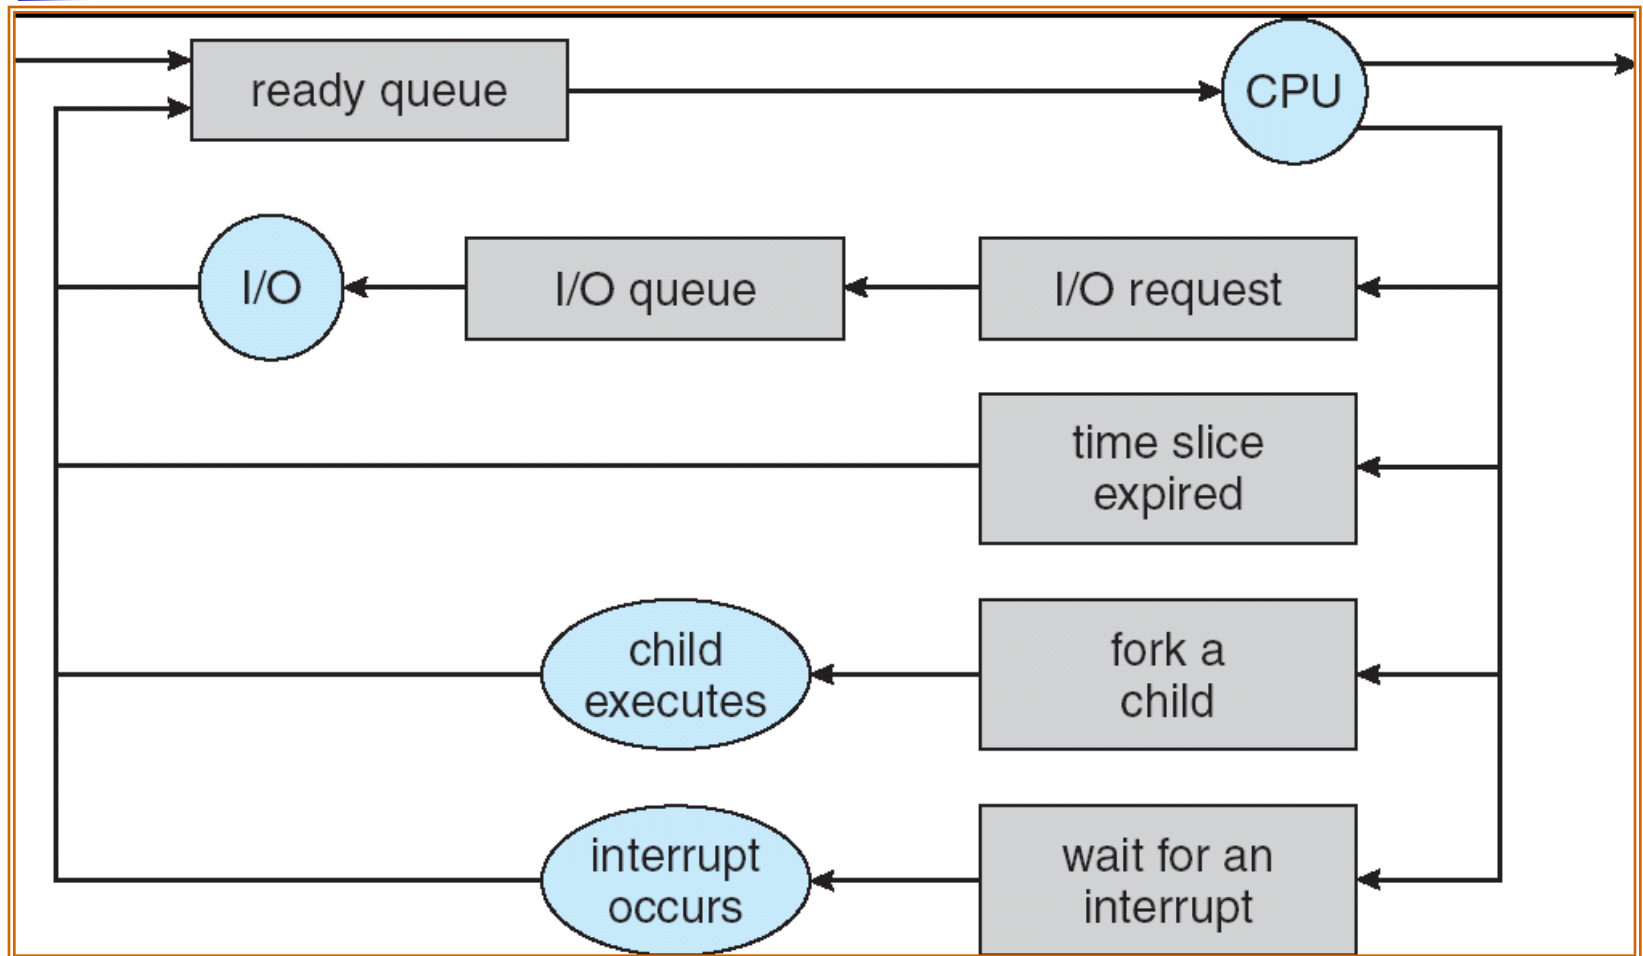 ready queue
CPU
I/O
I/O queue
I/O request
time slice
expired
child
executes
fork a
child
interrupt
occurs
wait for an
interrupt